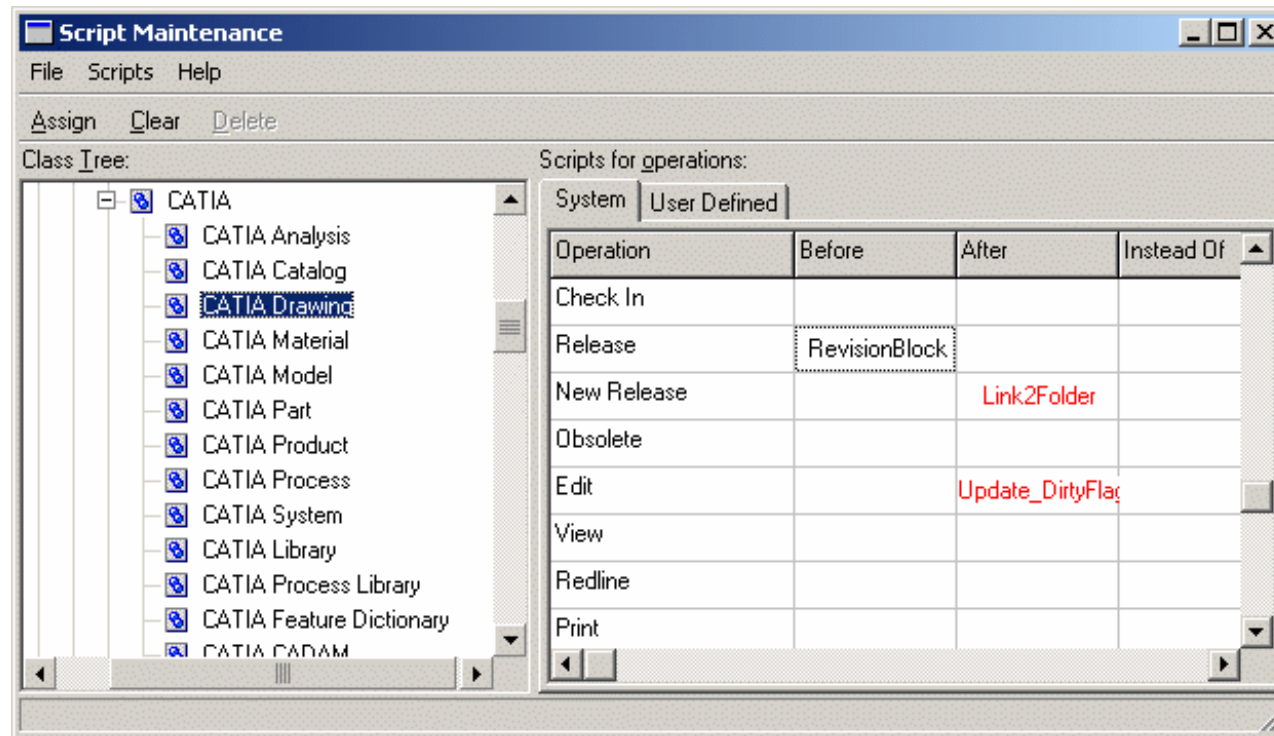 Script Maintenance
File Scripts Help
Assign Clear Delete
Class Tree:
CATIA
CATIA Analysis
CATIA Catalog
CATIA Drawing
CATIA Material
CATIA Model
CATIA Part
CATIA Product
CATIA Process
CATIA System
CATIA Library
CATIA Process Library
CATIA Feature Dictionary
CATIA CADAM
Scripts for operations:
System User Defined
Operation Before After Instead Of
Check In
Release RevisionBlock
New Release Link2Folder
Obsolete
Edit Update_DirtyFlag
View
Redline
Print